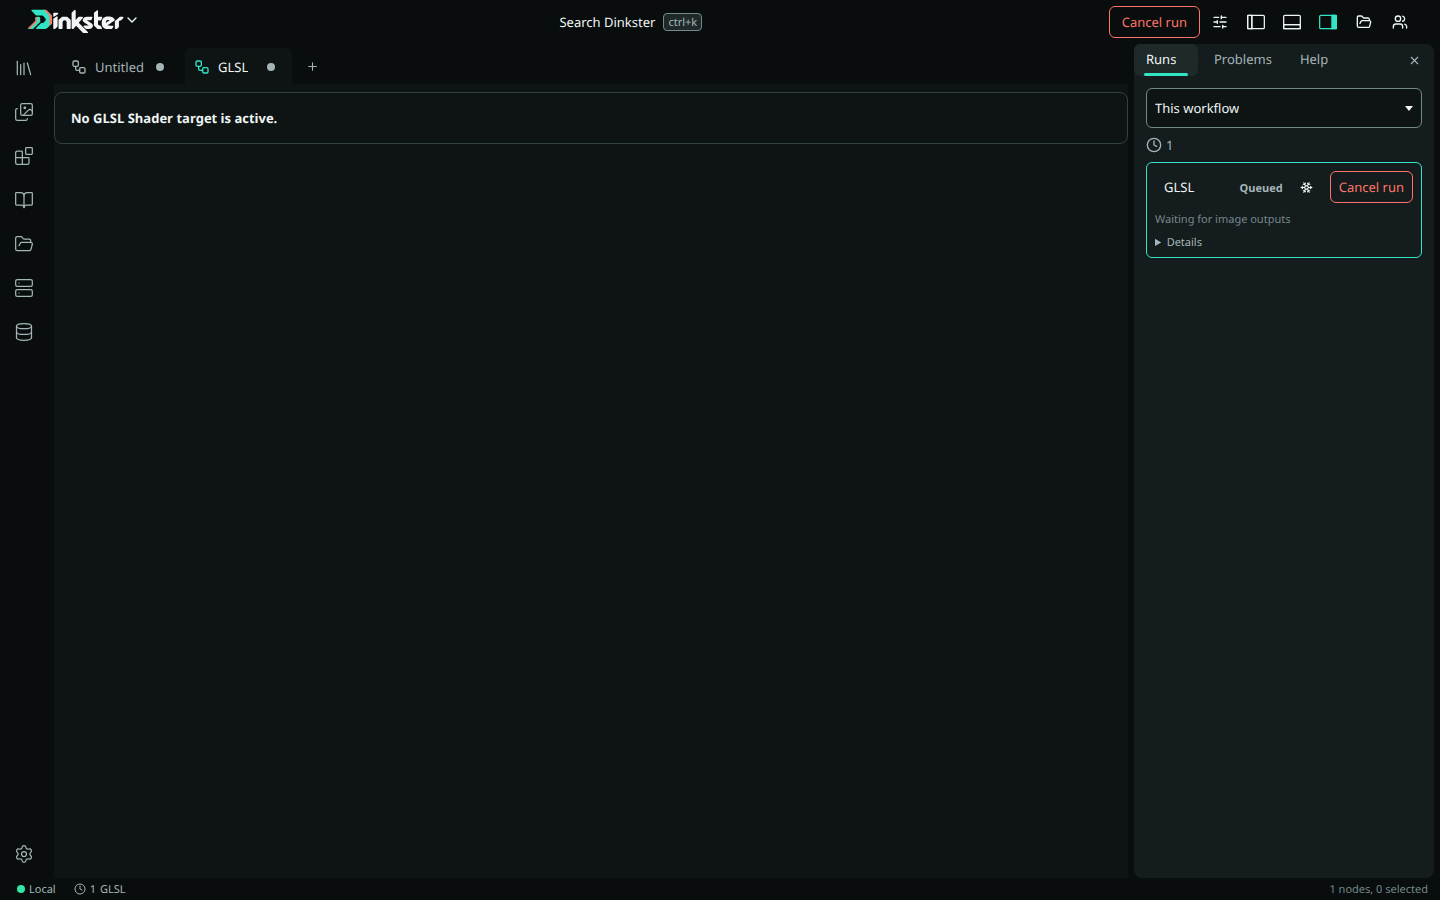 Dinkster
Search Dinkster ctrl+k
Cancel run
Untitled
GLSL
No GLSL Shader target is active.
Runs
Problems
Help
This workflow
1
GLSL
Queued
Cancel run
Waiting for image outputs
Details
Local
1 GLSL
1 nodes, 0 selected